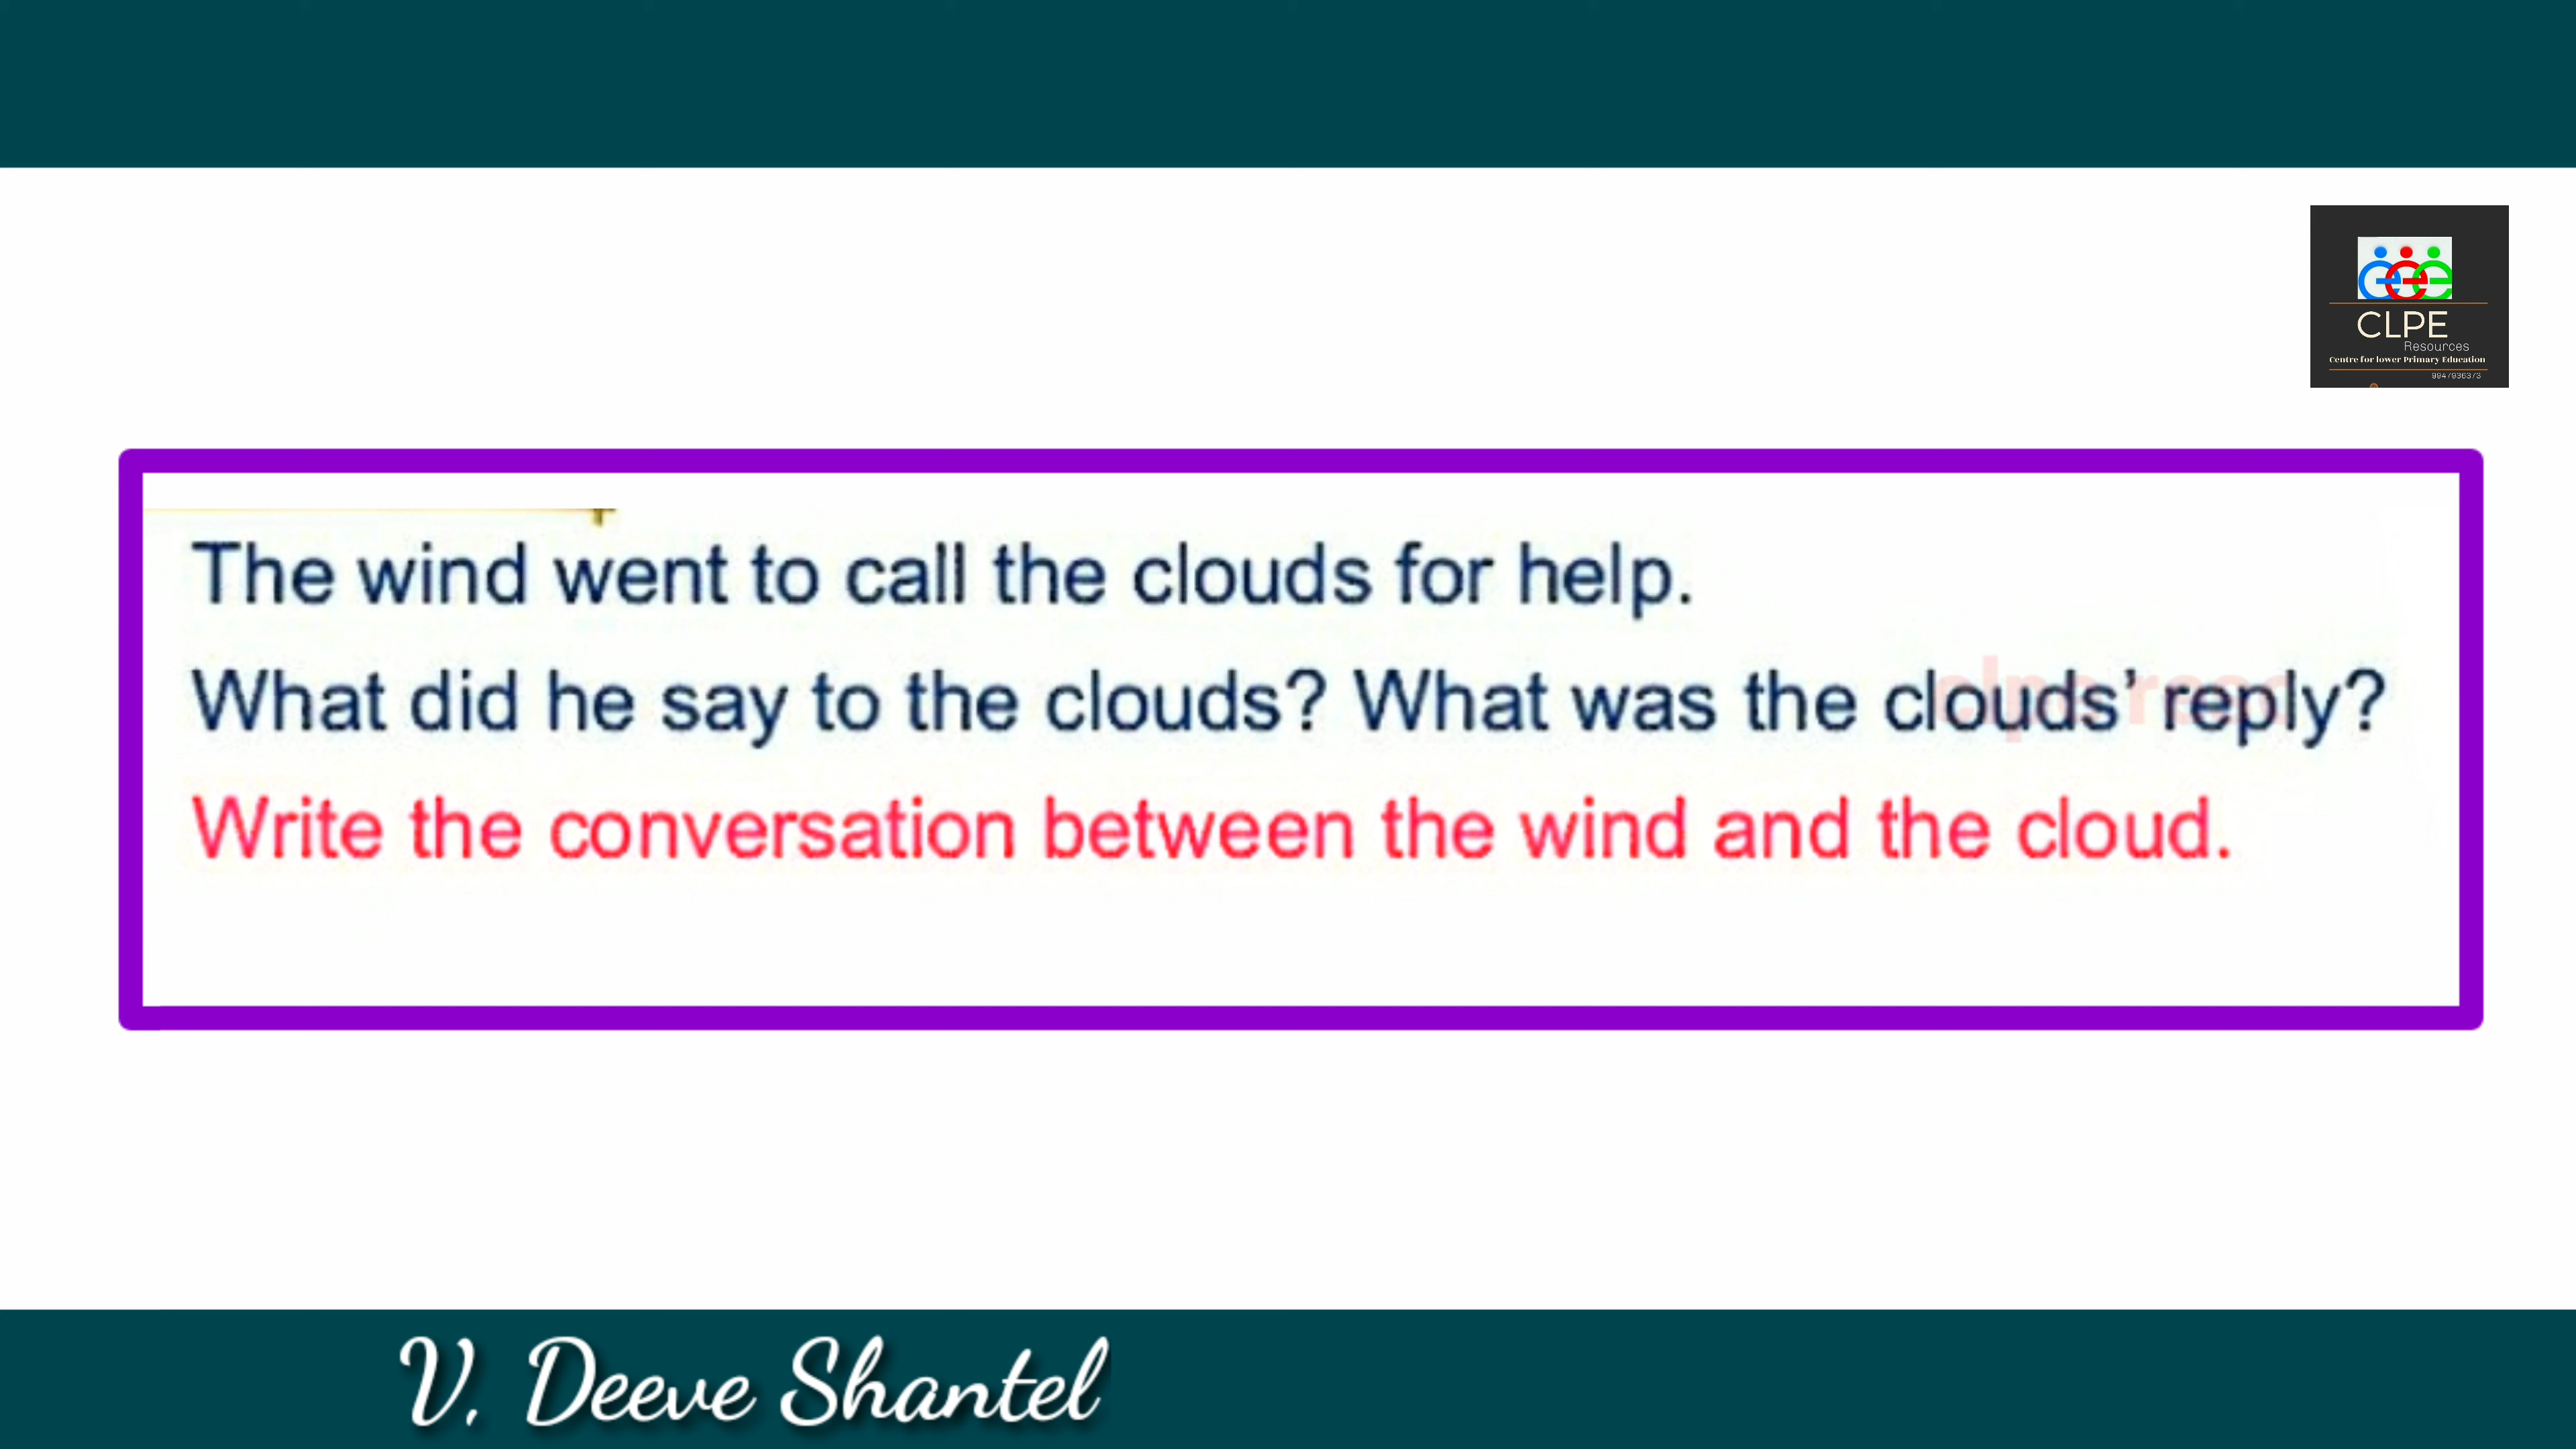 CLPE
Resources
Centre for lower Primary Education
The wind went to call the clouds for help.
What did he say to the clouds? What was the clouds' reply?
Write the conversation between the wind and the cloud.
V. Deeve Shantel